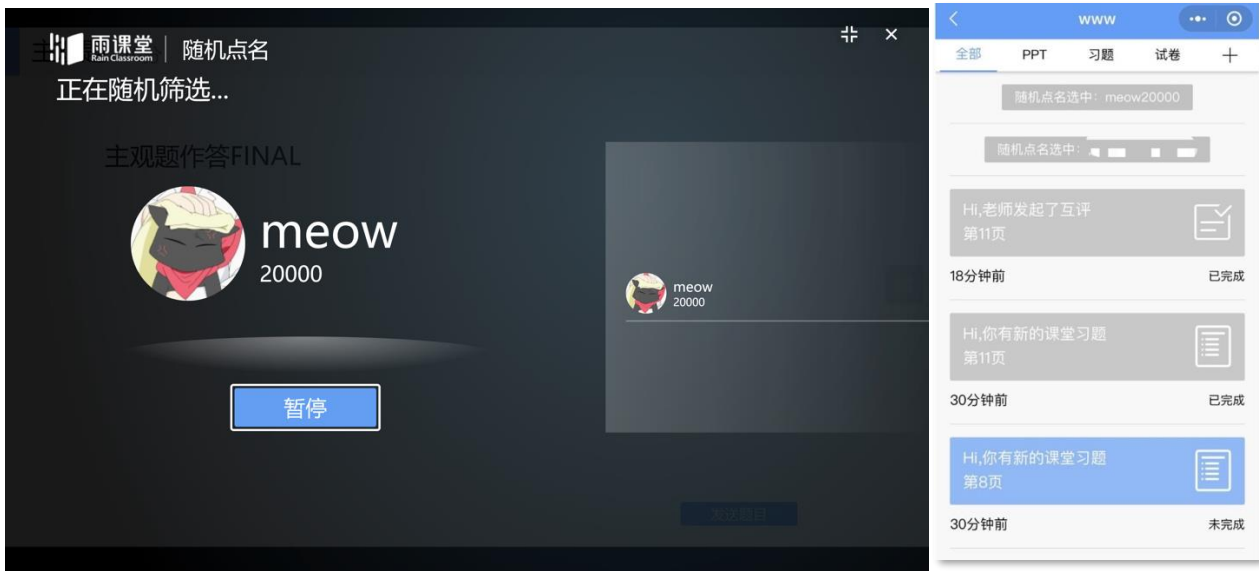 雨课堂
Rain Classroom
随机点名
正在随机筛选...
主观题作答FINAL
meow
20000
暂停
meow
20000
发送题目
www
全部
PPT
习题
试卷
随机点名选中：meow20000
随机点名选中：
Hi,老师发起了互评
第11页
18分钟前
已完成
Hi,你有新的课堂习题
第11页
30分钟前
已完成
Hi,你有新的课堂习题
第8页
30分钟前
未完成